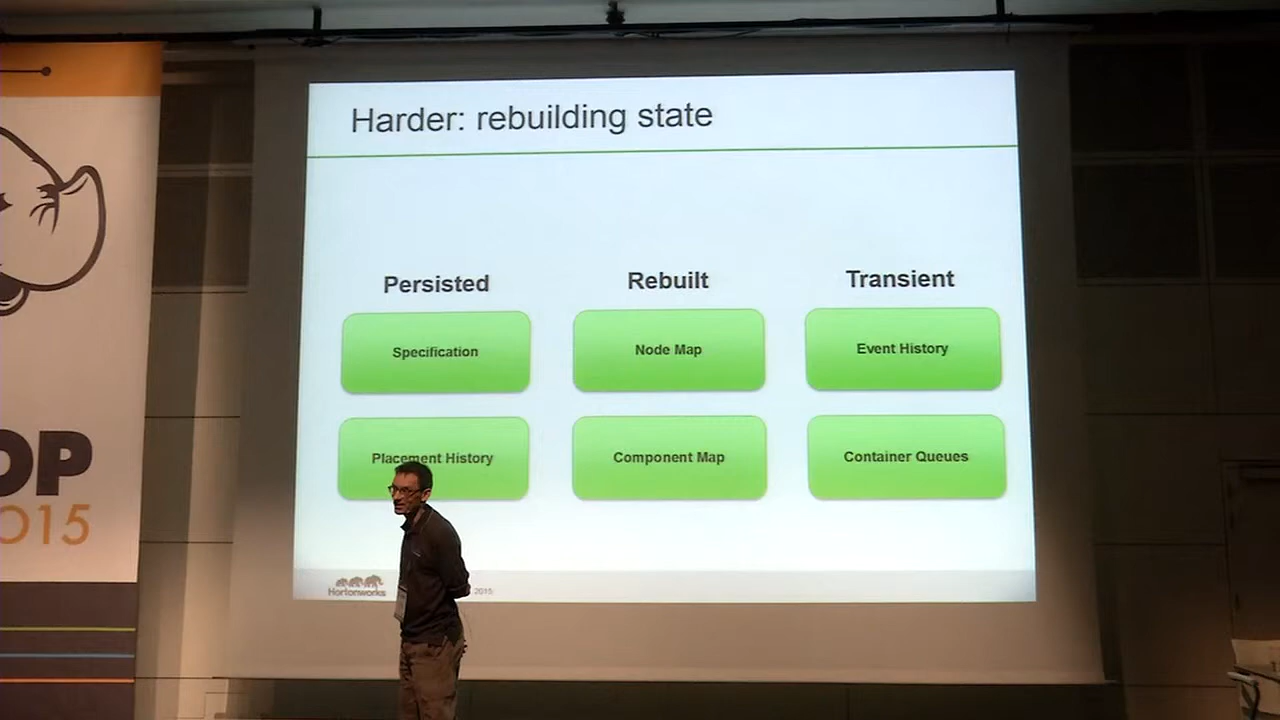 Harder: rebuilding state
Persisted
Rebuilt
Transient
Specification
Node Map
Event History
Placement History
Component Map
Container Queues
Hortonworks
2015
OP
2015